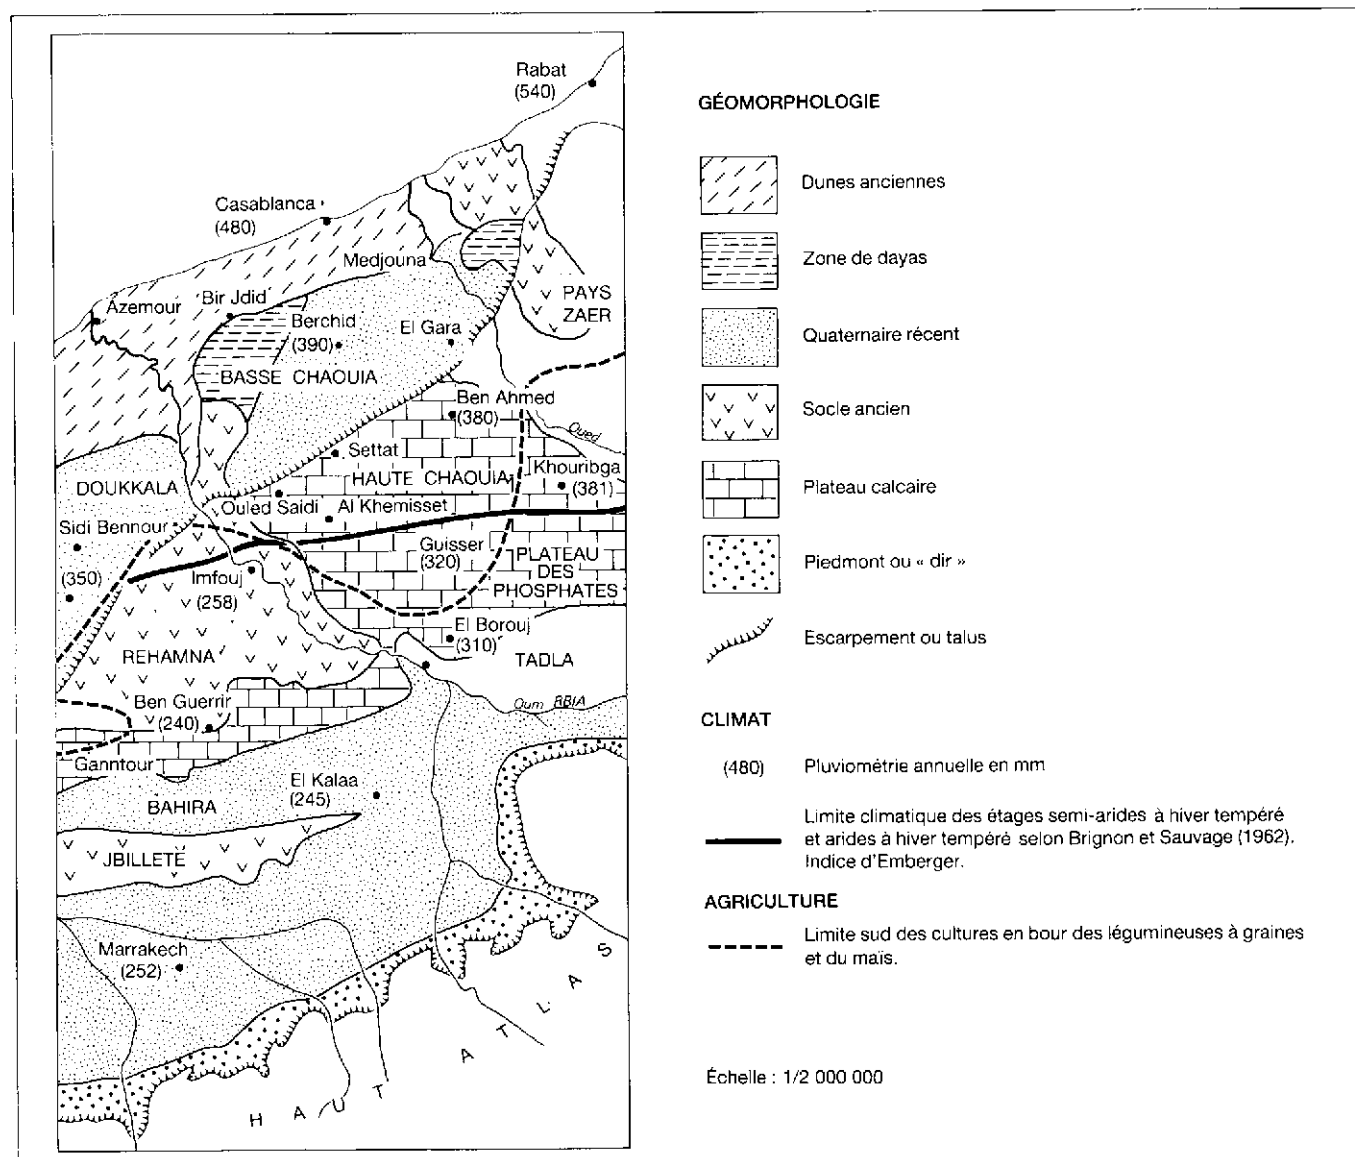 Rabat
(540)
Casablanca
(480)
Medjouna
Azemour
Bir Jdid
PAYS
ZAER
Berchid
(390)
El Gara
BASSE CHAOUIA
Ben Ahmed
(380)
Oued
Settat
HAUTE CHAOUIA
Khouribga
(381)
DOUKKALA
Ouled Saidi
Al Khemisset
Sidi Bennour
Guisser
(320)
PLATEAU
DES
PHOSPHATES
(350)
Imfouj
(258)
El Borouj
(310)
REHAMNA
TADLA
Ben Guerrir
(240)
Oum RBIA
Ganntour
El Kalaa
(245)
BAHIRA
JBILLETE
Marrakech
(252)
HAUT ATLAS
GÉOMORPHOLOGIE
Dunes anciennes
Zone de dayas
Quaternaire récent
Socle ancien
Plateau calcaire
Piedmont ou « dir »
Escarpement ou talus
CLIMAT
(480) Pluviométrie annuelle en mm
Limite climatique des étages semi-arides à hiver tempéré
et arides à hiver tempéré selon Brignon et Sauvage (1962).
Indice d'Emberger.
AGRICULTURE
Limite sud des cultures en bour des légumineuses à graines
et du maïs.
Échelle : 1/2 000 000